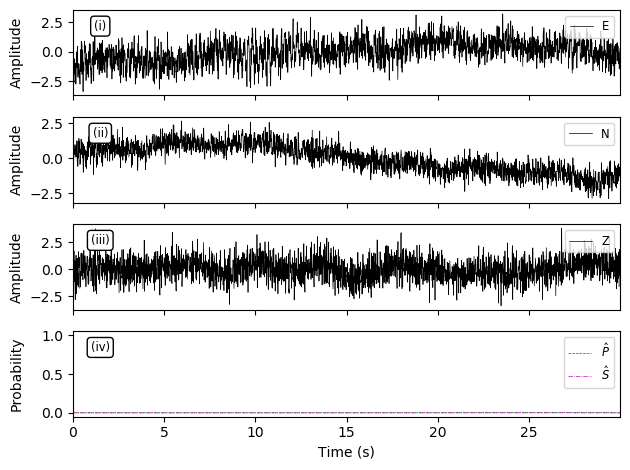 (i)
E
Amplitude
2.5
0.0
−2.5
(ii)
N
Amplitude
2.5
0.0
−2.5
(iii)
Z
Amplitude
2.5
0.0
−2.5
(iv)
P̂
Ŝ
Probability
1.0
0.5
0.0
0 5 10 15 20 25
Time (s)